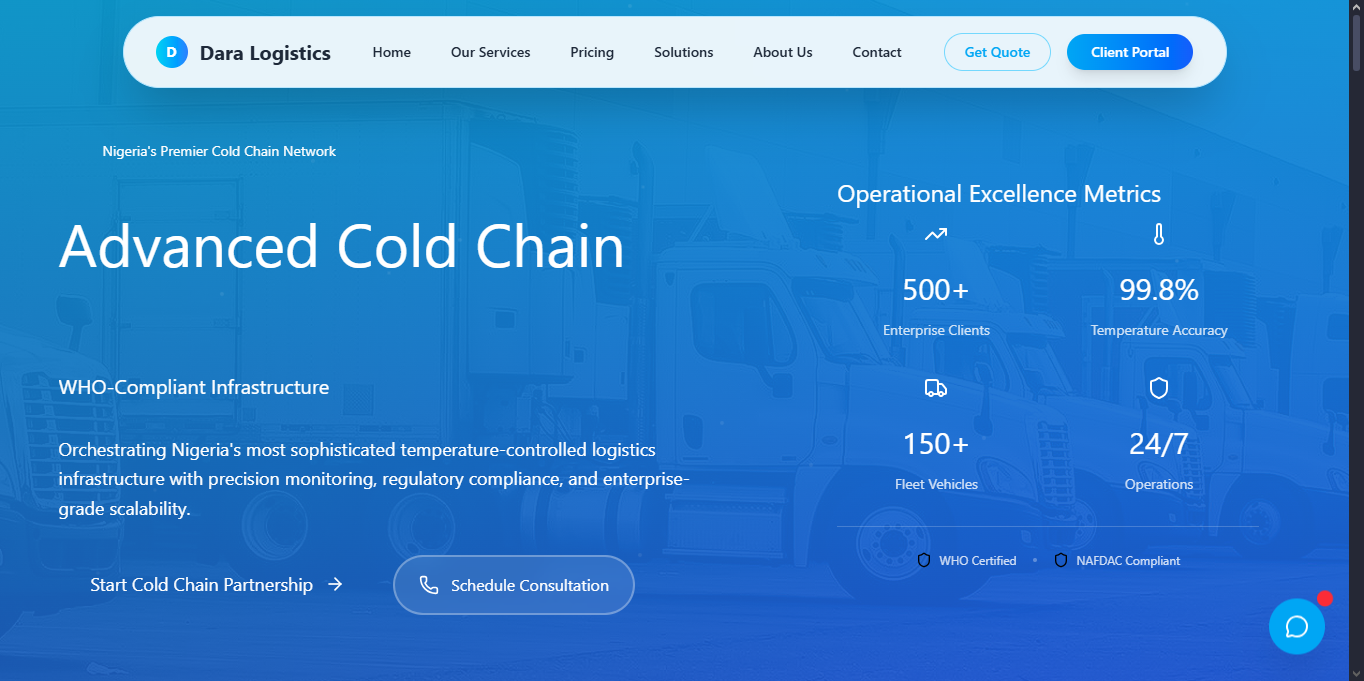 D
Dara Logistics
Home
Our Services
Pricing
Solutions
About Us
Contact
Get Quote
Client Portal
Nigeria's Premier Cold Chain Network
Advanced Cold Chain
WHO-Compliant Infrastructure
Orchestrating Nigeria's most sophisticated temperature-controlled logistics
infrastructure with precision monitoring, regulatory compliance, and enterprise-
grade scalability.
Start Cold Chain Partnership
Schedule Consultation
Operational Excellence Metrics
500+
Enterprise Clients
99.8%
Temperature Accuracy
150+
Fleet Vehicles
24/7
Operations
WHO Certified • NAFDAC Compliant